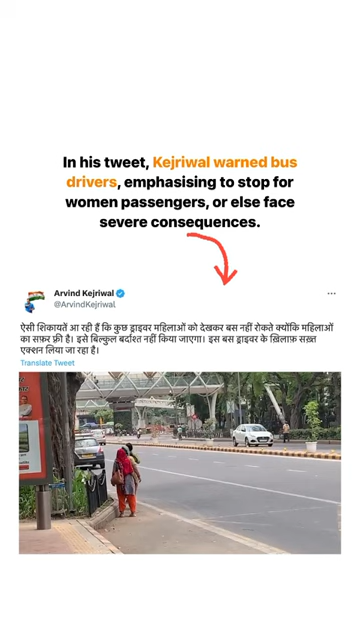 In his tweet, Kejriwal warned bus
drivers, emphasising to stop for
women passengers, or else face
severe consequences.
Arvind Kejriwal
@ArvindKejriwal
ऐसी शिकायतें आ रही हैं कि कुछ ड्राइवर महिलाओं को देखकर बस नहीं रोकते क्योंकि महिलाओं
का सफ़र फ़्री है। इसे बिल्कुल बर्दाश्त नहीं किया जाएगा। इस बस ड्राइवर के ख़िलाफ़ सख़्त
एक्शन लिया जा रहा है।
Translate Tweet